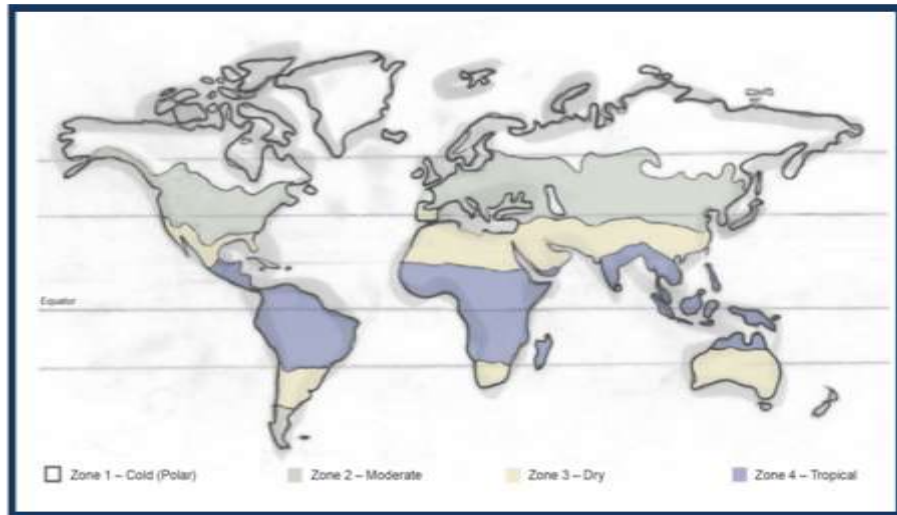 Equator
Zone 1 – Cold (Polar)
Zone 2 – Moderate
Zone 3 – Dry
Zone 4 – Tropical